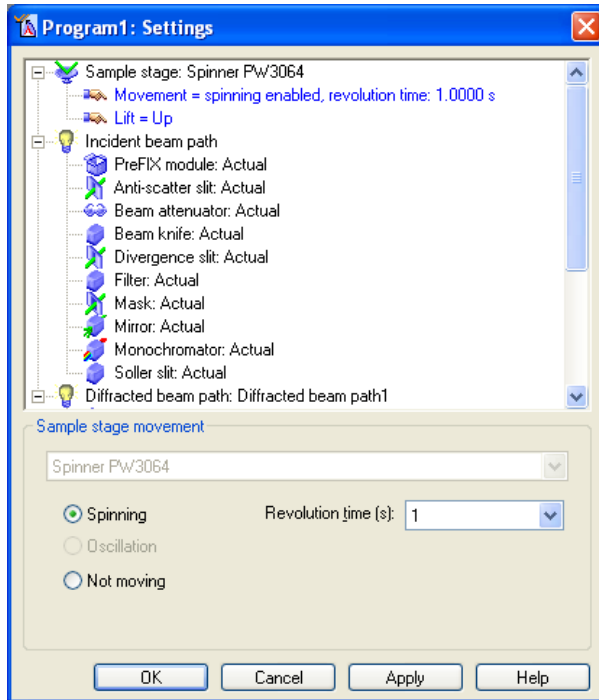 Program1: Settings
Sample stage: Spinner PW3064
Movement = spinning enabled, revolution time: 1.0000 s
Lift = Up
Incident beam path
PreFIX module: Actual
Anti-scatter slit: Actual
Beam attenuator: Actual
Beam knife: Actual
Divergence slit: Actual
Filter: Actual
Mask: Actual
Mirror: Actual
Monochromator: Actual
Soller slit: Actual
Diffracted beam path: Diffracted beam path1
Sample stage movement
Spinner PW3064
Spinning Revolution time (s): 1
Oscillation
Not moving
OK Cancel Apply Help